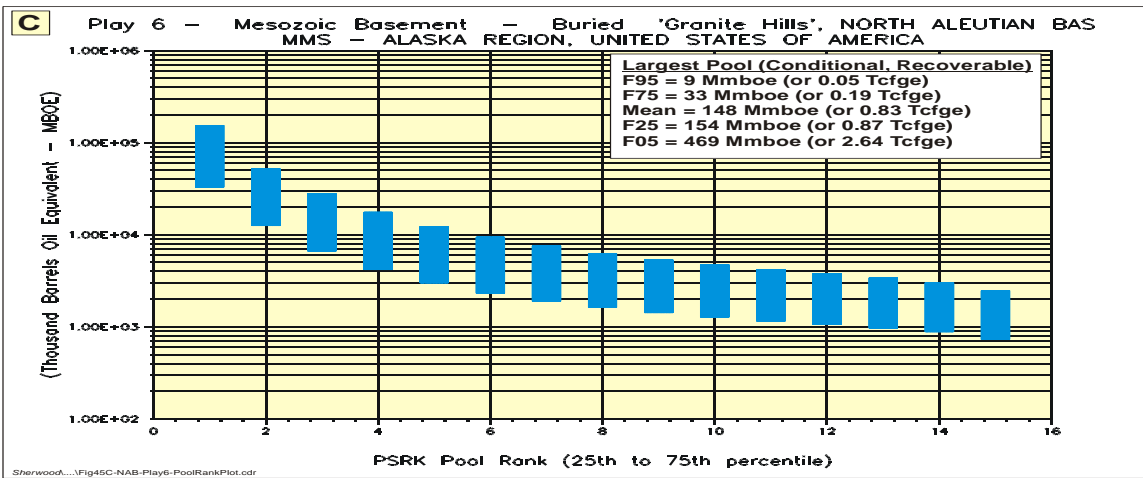 C
Play 6 – Mesozoic Basement – Buried 'Granite Hills', NORTH ALEUTIAN BAS
MMS – ALASKA REGION, UNITED STATES OF AMERICA
Largest Pool (Conditional, Recoverable)
F95 = 9 Mmboe (or 0.05 Tcfge)
F75 = 33 Mmboe (or 0.19 Tcfge)
Mean = 148 Mmboe (or 0.83 Tcfge)
F25 = 154 Mmboe (or 0.87 Tcfge)
F05 = 469 Mmboe (or 2.64 Tcfge)
(Thousand Barrels Oil Equivalent – MBOE)
1.00E+06
1.00E+05
1.00E+04
1.00E+03
1.00E+02
0 2 4 6 8 10 12 14 16
PSRK Pool Rank (25th to 75th percentile)
Sherwood\....\Fig45C-NAB-Play6-PoolRankPlot.cdr